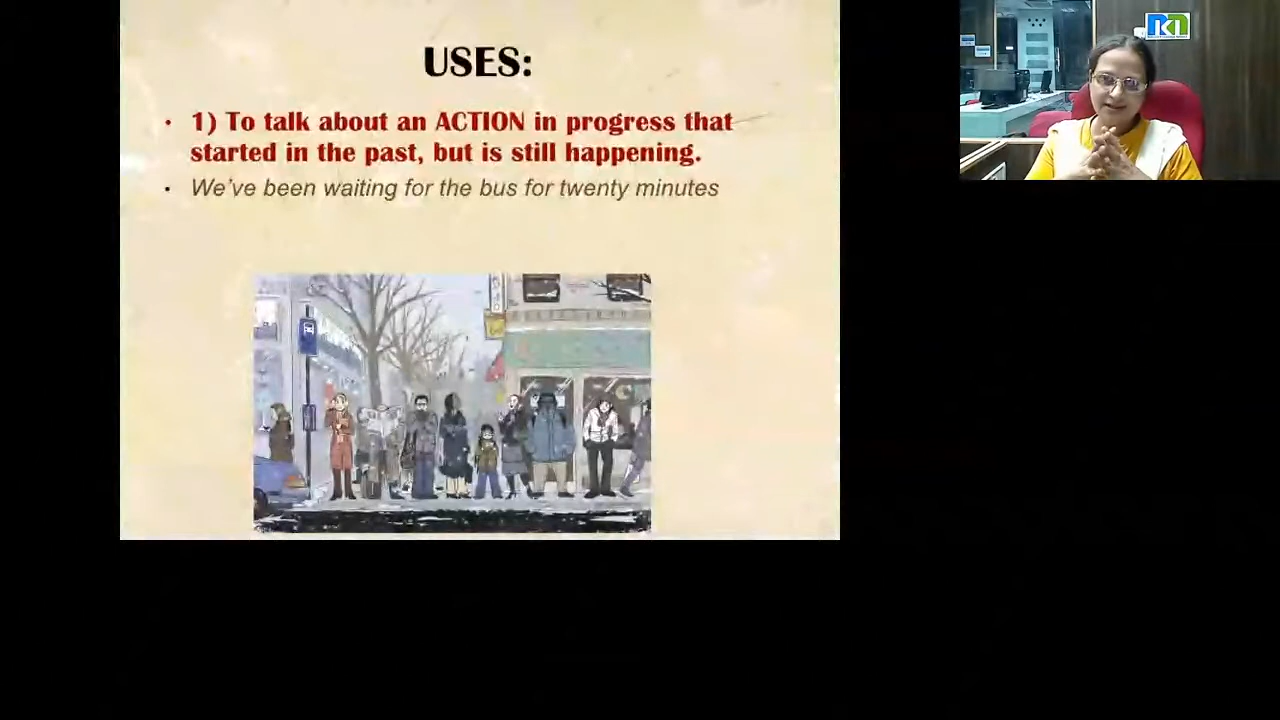 USES:
• 1) To talk about an ACTION in progress that
started in the past, but is still happening.
• We've been waiting for the bus for twenty minutes